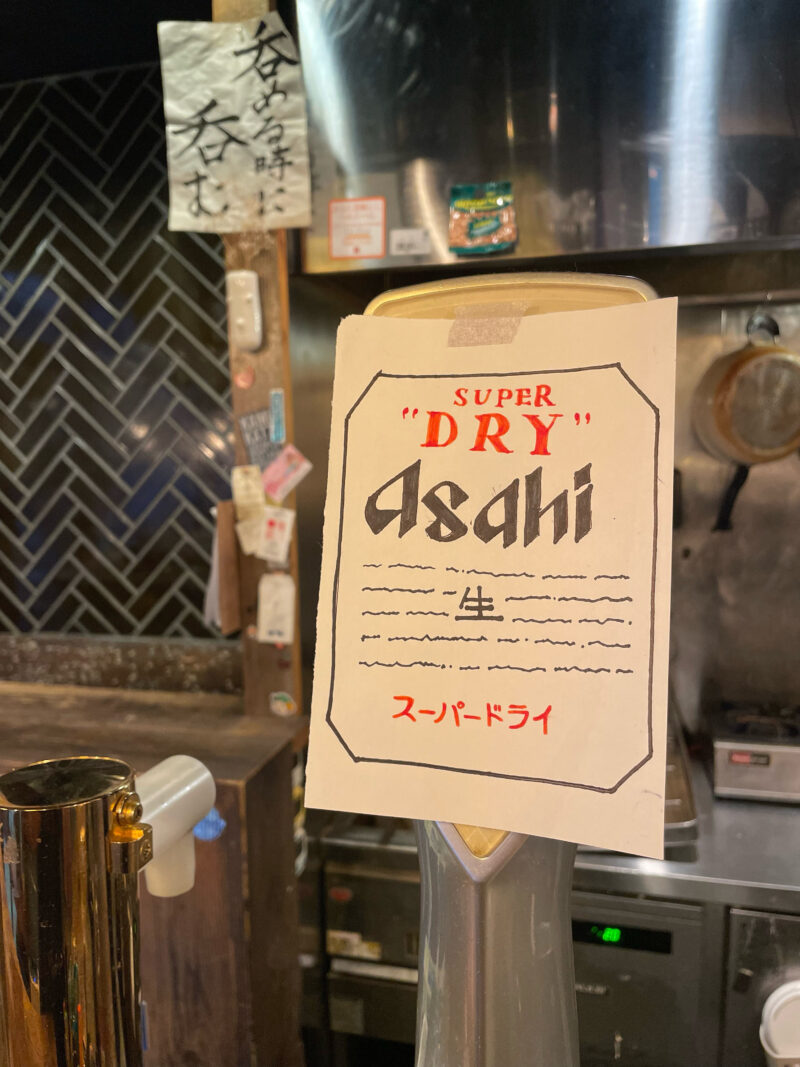 呑める時に
呑む
SUPER
"DRY"
Asahi
生
スーパードライ